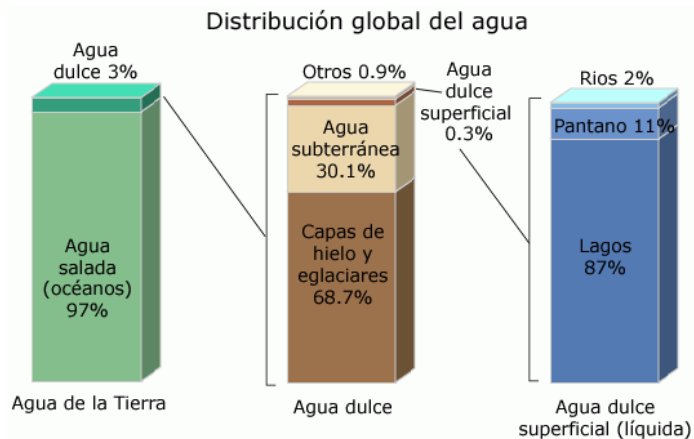 Distribución global del agua
Agua
dulce 3%
Agua
salada
(océanos)
97%
Agua de la Tierra
Otros 0.9%
Agua
dulce
superficial
0.3%
Agua
subterránea
30.1%
Capas de
hielo y
eglaciares
68.7%
Agua dulce
Rios 2%
Pantano 11%
Lagos
87%
Agua dulce
superficial (líquida)